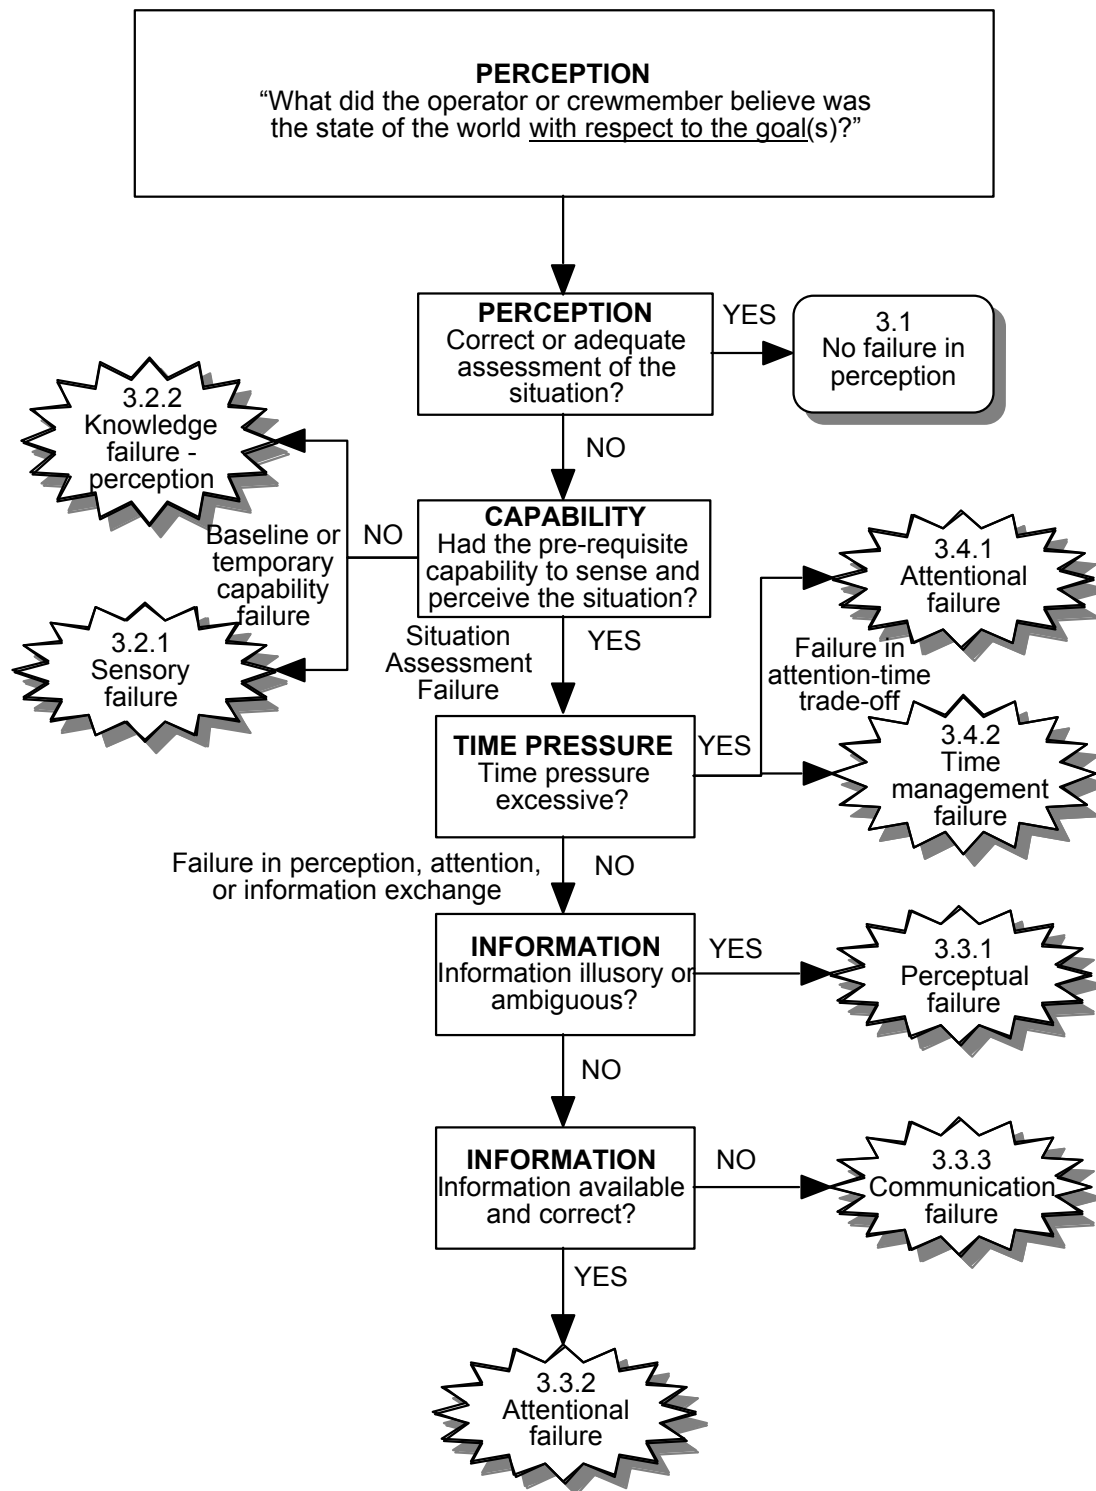 PERCEPTION
“What did the operator or crewmember believe was
the state of the world with respect to the goal(s)?”
PERCEPTION
Correct or adequate
assessment of the
situation?
YES
3.1
No failure in
perception
NO
3.2.2
Knowledge
failure -
perception
CAPABILITY
Had the pre-requisite
capability to sense and
perceive the situation?
NO
Baseline or
temporary
capability
failure
3.2.1
Sensory
failure
YES
Situation
Assessment
Failure
3.4.1
Attentional
failure
Failure in
attention-time
trade-off
TIME PRESSURE
Time pressure
excessive?
YES
3.4.2
Time
management
failure
Failure in perception, attention,
or information exchange
NO
INFORMATION
Information illusory or
ambiguous?
YES
3.3.1
Perceptual
failure
NO
INFORMATION
Information available
and correct?
NO
3.3.3
Communication
failure
YES
3.3.2
Attentional
failure